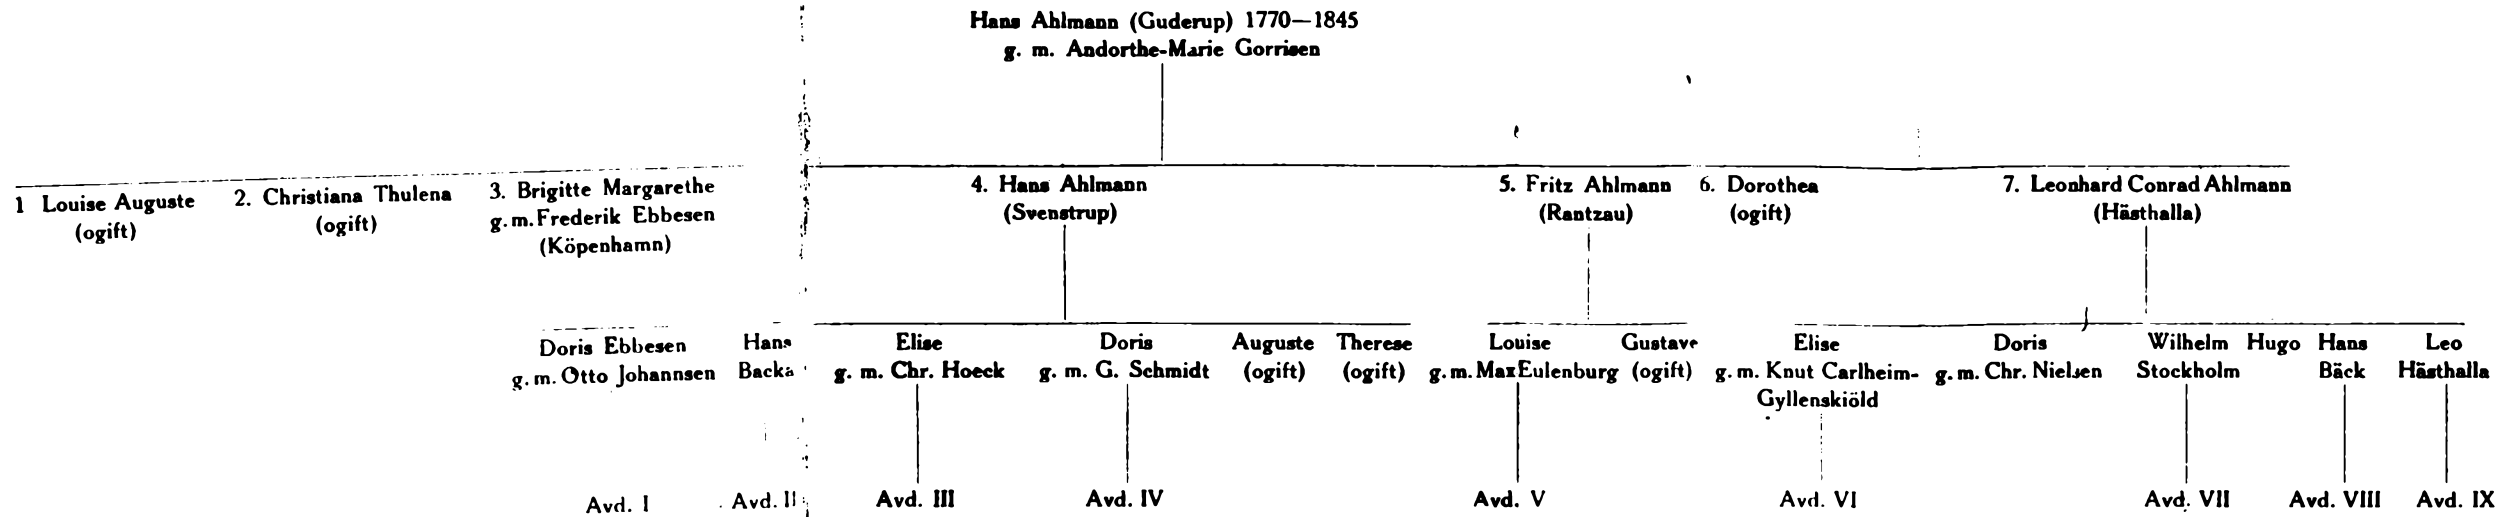 Hans Ahlmann (Guderup) 1770—1845
g. m. Andorthe-Marie Gorrisen
1 Louise Auguste
(ogift)
2. Christiana Thulena
(ogift)
3. Brigitte Margarethe
g. m. Frederik Ebbesen
(Köpenhamn)
4. Hans Ahlmann
(Svenstrup)
5. Fritz Ahlmann
(Rantzau)
6. Dorothea
(ogift)
7. Leonhard Conrad Ahlmann
(Hästhalla)
Doris Ebbesen
g. m. Otto Johannsen
Hans
Backa
Elise
g. m. Chr. Hoeck
Doris
g. m. G. Schmidt
Auguste
(ogift)
Therese
(ogift)
Louise
g. m. Max Eulenburg
Gustave
(ogift)
Elise
g. m. Knut Carlheim-
Gyllenskiöld
Doris
g. m. Chr. Nielsen
Wilhelm
Stockholm
Hugo
Hans
Bäck
Leo
Hästhalla
Avd. I
Avd. II
Avd. III
Avd. IV
Avd. V
Avd. VI
Avd. VII
Avd. VIII
Avd. IX